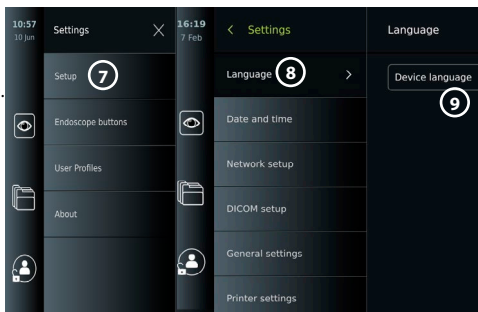 10:57
10 Jun
Settings
Setup
7
Endoscope buttons
User Profiles
About
16:19
7 Feb
Settings
Language
8
Date and time
Network setup
DICOM setup
General settings
Printer settings
Language
Device language
9